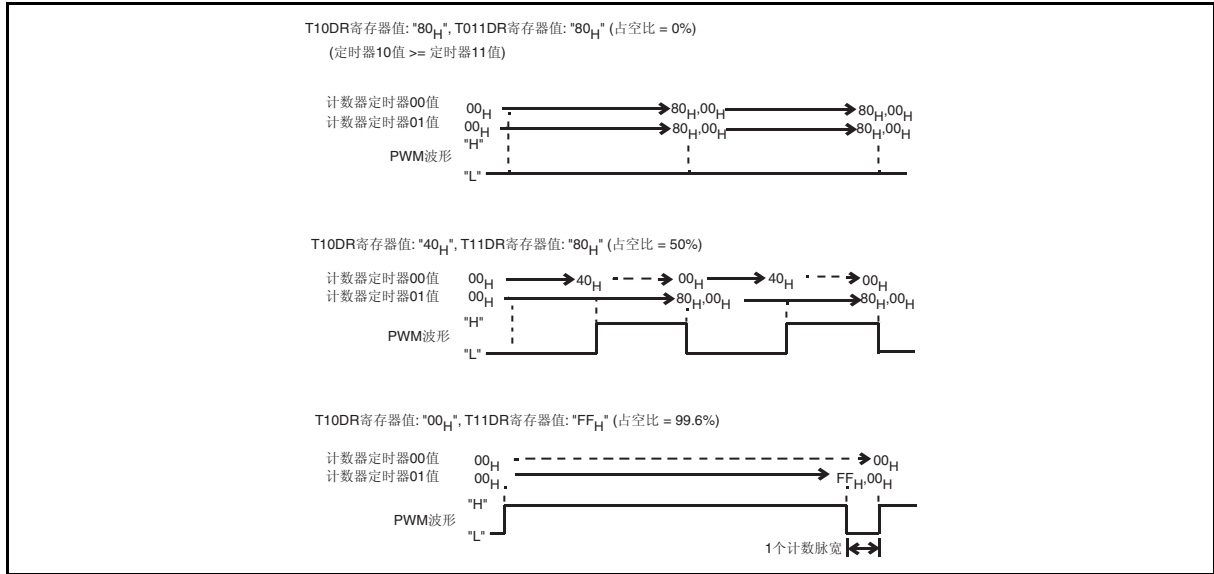 T10DR寄存器值: "80H", T011DR寄存器值: "80H" (占空比 = 0%)
(定时器10值 >= 定时器11值)
计数器定时器00值 00H 80H,00H 80H,00H
计数器定时器01值 00H 80H,00H 80H,00H
"H"
PWM波形
"L"
T10DR寄存器值: "40H", T11DR寄存器值: "80H" (占空比 = 50%)
计数器定时器00值 00H 40H 00H 40H 00H
计数器定时器01值 00H 80H,00H 80H,00H
"H"
PWM波形
"L"
T10DR寄存器值: "00H", T11DR寄存器值: "FFH" (占空比 = 99.6%)
计数器定时器00值 00H 00H
计数器定时器01值 00H FFH,00H
"H"
PWM波形
"L"
1个计数脉宽